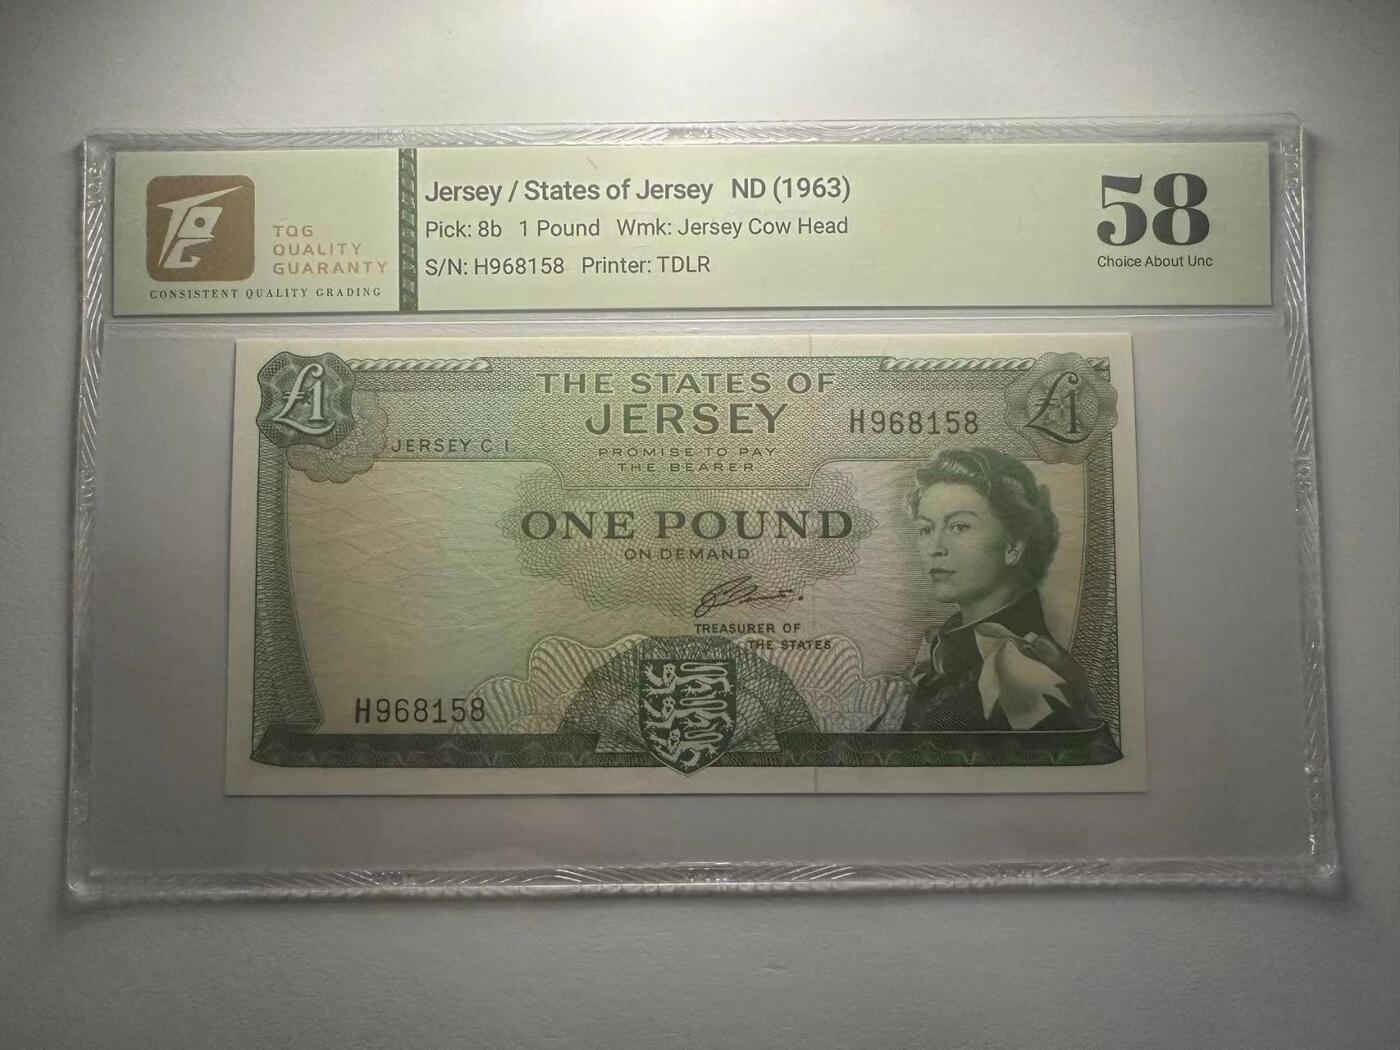 Jersey / States of Jersey ND (1963)
Pick: 8b 1 Pound Wmk: Jersey Cow Head
S/N: H968158 Printer: TDLR
58
Choice About Unc
TQG
TQG
QUALITY
GUARANTY
CONSISTENT QUALITY GRADING
£1
THE STATES OF
JERSEY
H968158
£1
JERSEY C I
PROMISE TO PAY
THE BEARER
ONE POUND
ON DEMAND
TREASURER OF
THE STATES
H968158